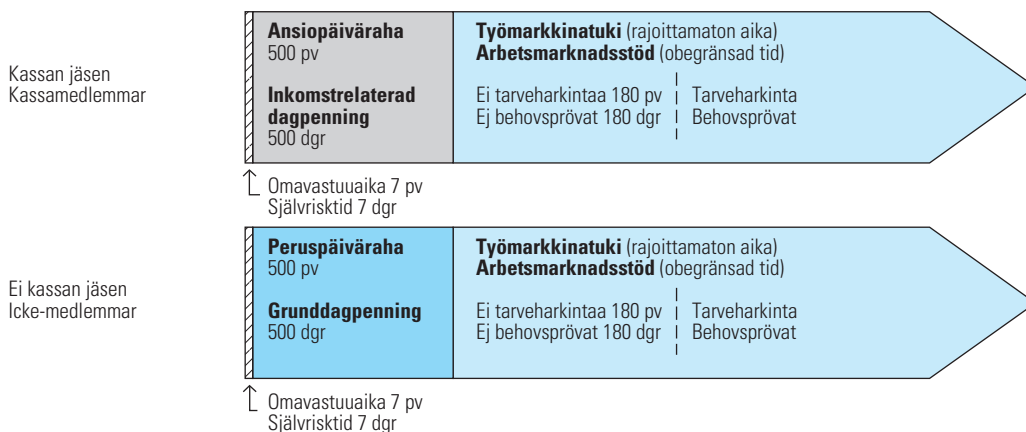 Kassan jäsen
Kassamedlemmar
Ansiopäiväraha
500 pv
Inkomstrelaterad
dagpenning
500 dgr
Työmarkkinatuki (rajoittamaton aika)
Arbetsmarknadsstöd (obegränsad tid)
Ei tarveharkintaa 180 pv
Ej behovsprövat 180 dgr
Tarveharkinta
Behovsprövat
Omavastuuaika 7 pv
Självrisktid 7 dgr
Ei kassan jäsen
Icke-medlemmar
Peruspäiväraha
500 pv
Grunddagpenning
500 dgr
Työmarkkinatuki (rajoittamaton aika)
Arbetsmarknadsstöd (obegränsad tid)
Ei tarveharkintaa 180 pv
Ej behovsprövat 180 dgr
Tarveharkinta
Behovsprövat
Omavastuuaika 7 pv
Självrisktid 7 dgr